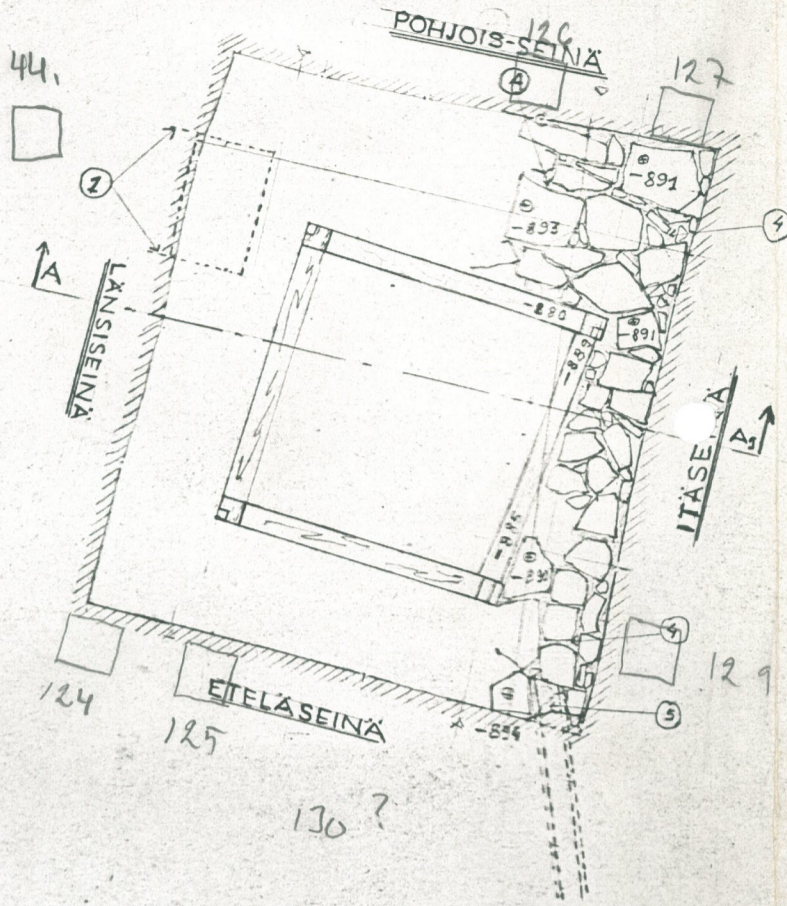 POHJOIS-SEINÄ
126
127
44.
A
-891
1
-893
4
A
LÄNSISEINÄ
-880
-891
-889
A₁
ITÄSEINÄ
-885
4
129
124
125
ETELÄSEINÄ
5
-894
130 ?